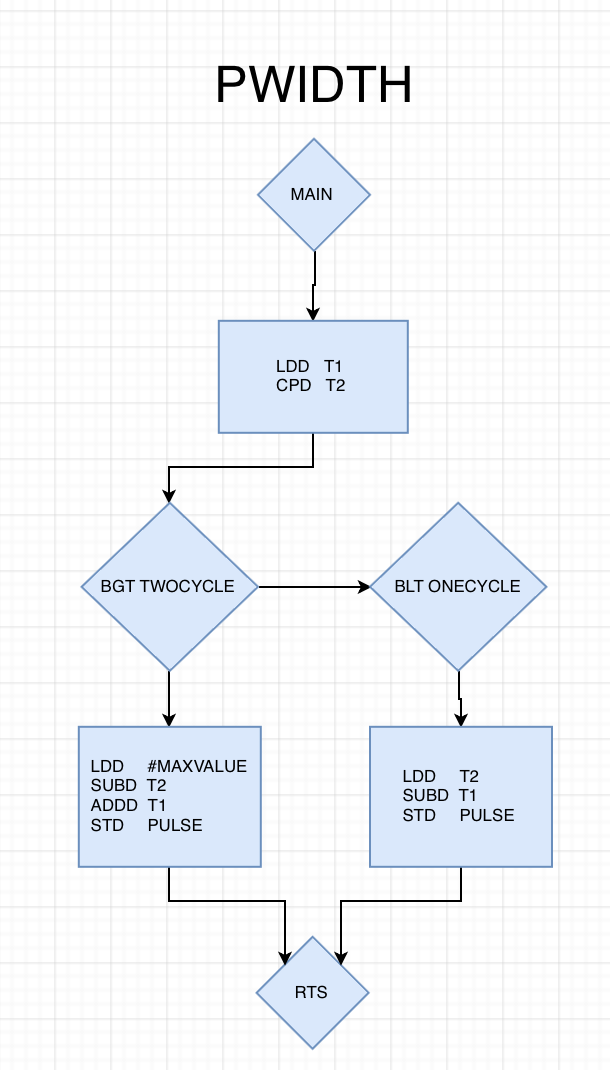 PWIDTH
MAIN
LDD T1
CPD T2
BGT TWOCYCLE
BLT ONECYCLE
LDD #MAXVALUE
SUBD T2
ADDD T1
STD PULSE
LDD T2
SUBD T1
STD PULSE
RTS